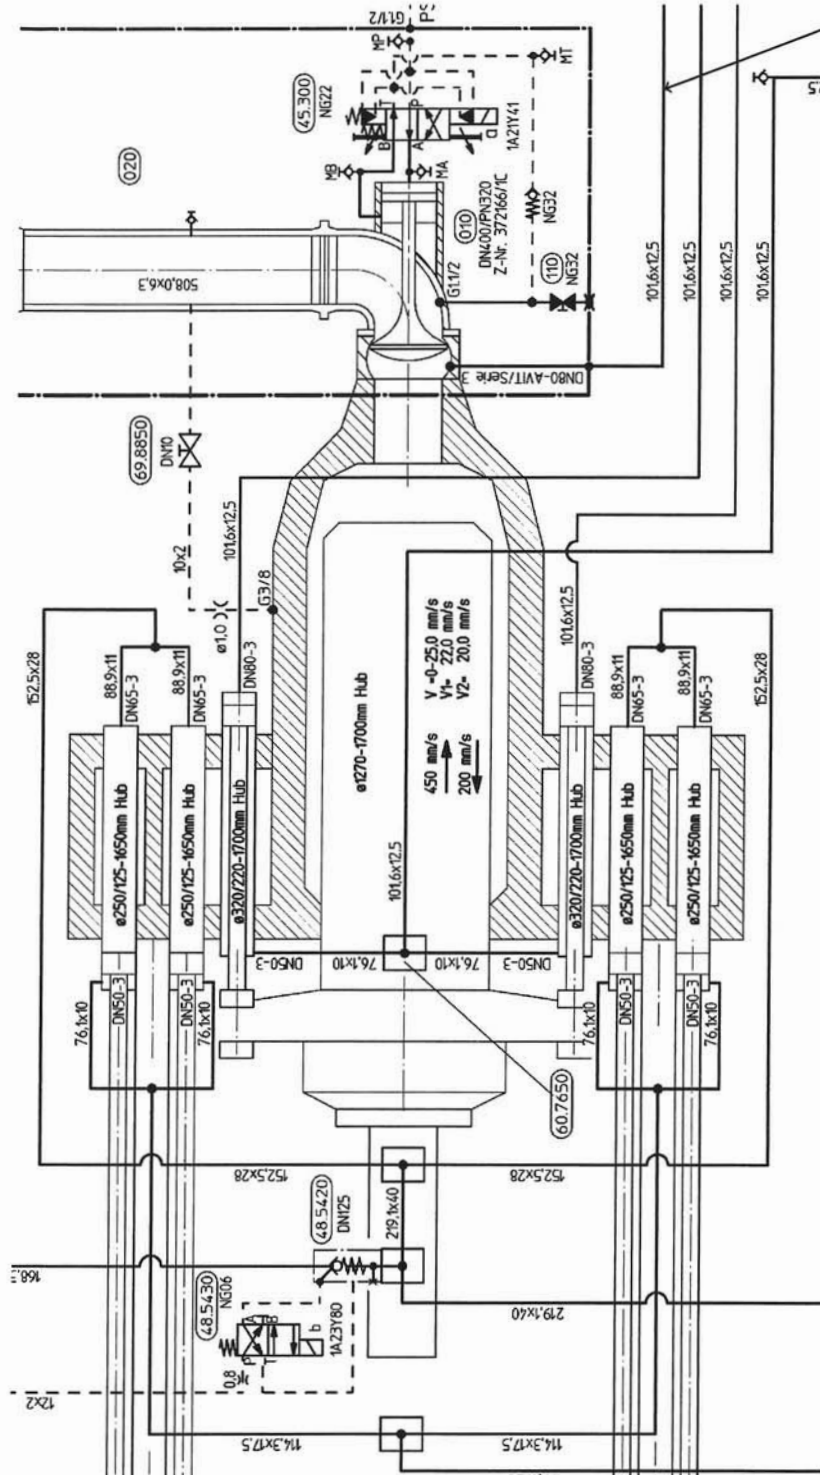 G1.1/2
PS
MP
MT
45.300
NG22
T
P
B
A
a
1A21Y41
MB
MA
020
010
DN400/PN320
Z-Nr. 372166/1C
NG32
110
NG32
G1.1/2
508,0x6,3
DN80-AVIT/Serie 3
101,6x12,5
101,6x12,5
101,6x12,5
101,6x12,5
69.8850
DN10
10x2
ø1,0
G3/8
101,6x12,5
101,6x12,5
DN80-3
DN80-3
152,5x28
88,9x11
DN65-3
88,9x11
DN65-3
88,9x11
DN65-3
88,9x11
DN65-3
152,5x28
ø250/125-1650mm Hub
ø250/125-1650mm Hub
ø320/220-1700mm Hub
ø1270-1700mm Hub
450 mm/s
200 mm/s
V =0-25,0 mm/s
V1= 22,0 mm/s
V2= 20,0 mm/s
ø320/220-1700mm Hub
ø250/125-1650mm Hub
ø250/125-1650mm Hub
101,6x12,5
DN50-3
76,1x10
76,1x10
DN50-3
76,1x10
DN50-3
DN50-3
76,1x10
76,1x10
DN50-3
DN50-3
76,1x10
60.7650
152,5x28
152,5x28
48.5420
DN125
219,1x40
219,1x40
168,3
48.5430
NG06
P
A
T
B
b
1A23Y80
0,8
12x2
114,3x17,5
114,3x17,5